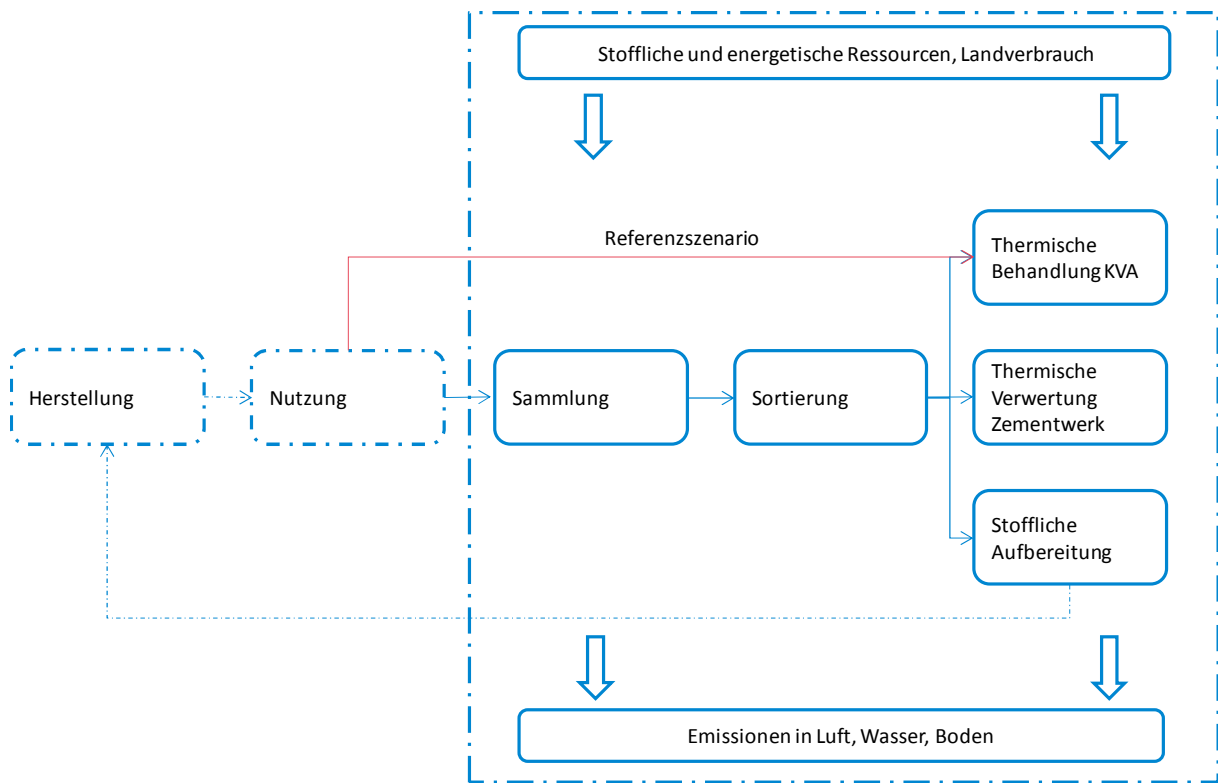 Stoffliche und energetische Ressourcen, Landverbrauch
Referenzszenario
Thermische
Behandlung KVA
Herstellung
Nutzung
Sammlung
Sortierung
Thermische
Verwertung
Zementwerk
Stoffliche
Aufbereitung
Emissionen in Luft, Wasser, Boden